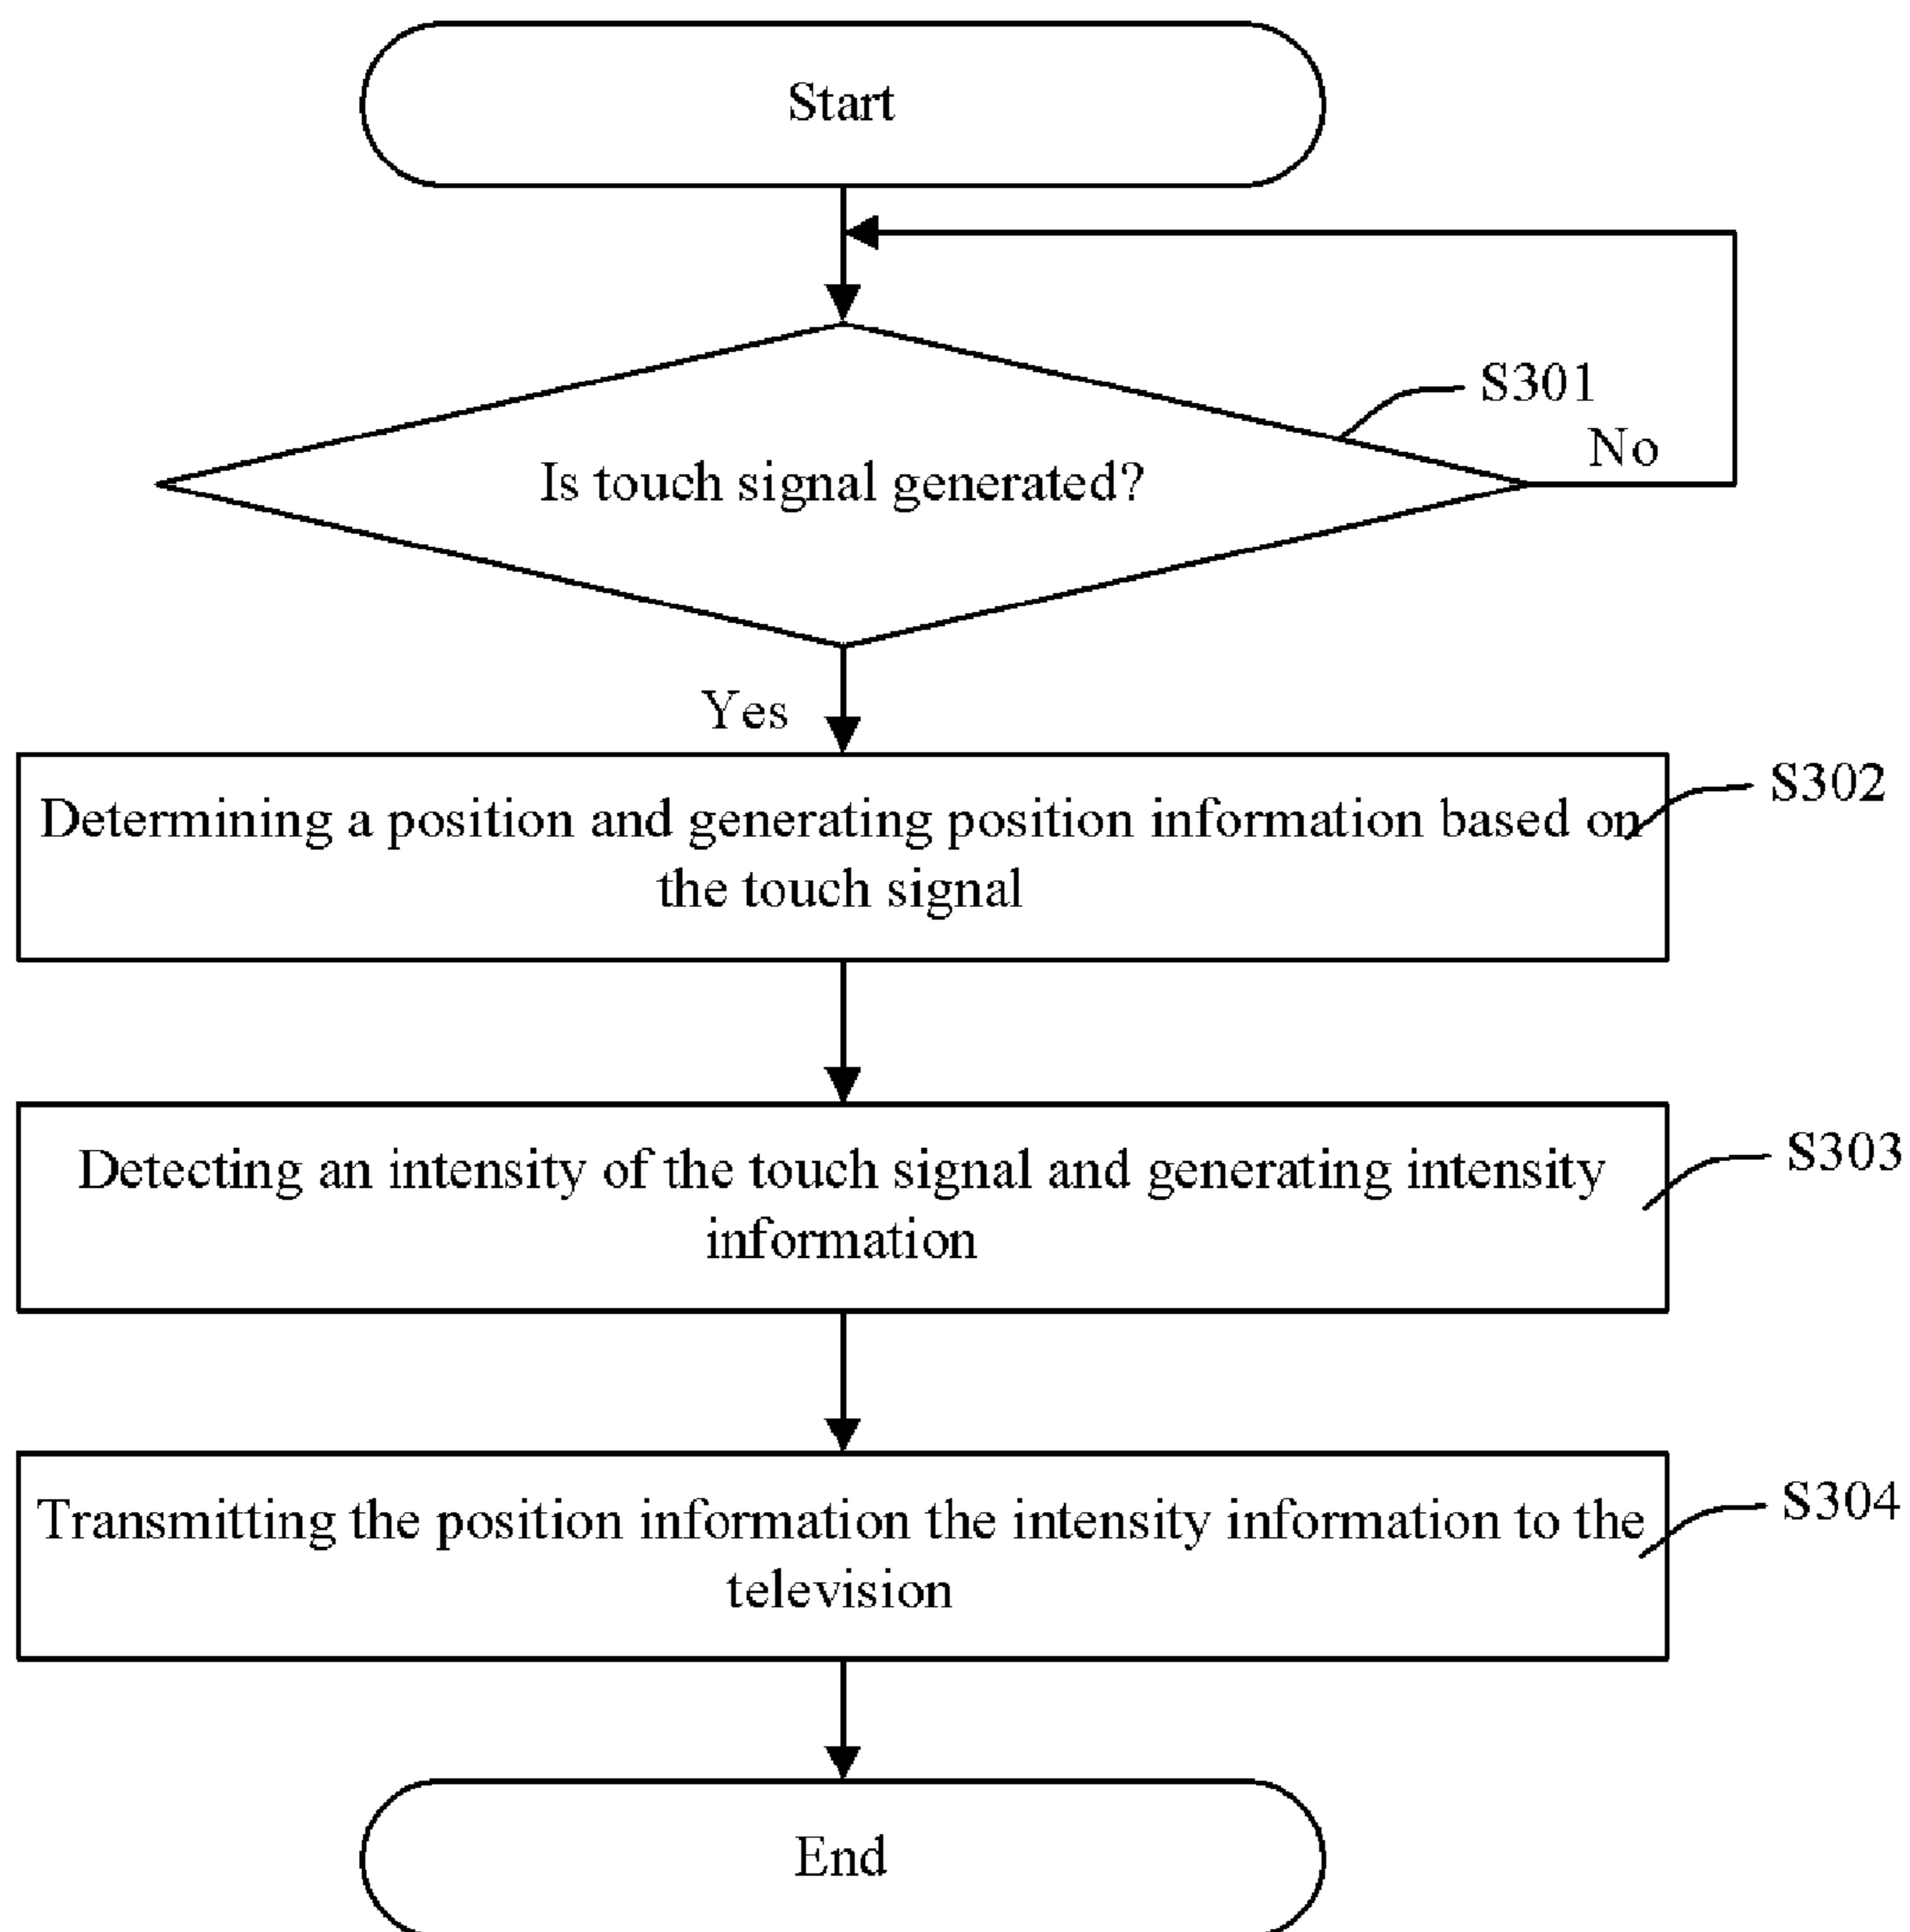 Start
S301
No
Is touch signal generated?
Yes
S302
Determining a position and generating position information based on
the touch signal
S303
Detecting an intensity of the touch signal and generating intensity
information
S304
Transmitting the position information the intensity information to the
television
End